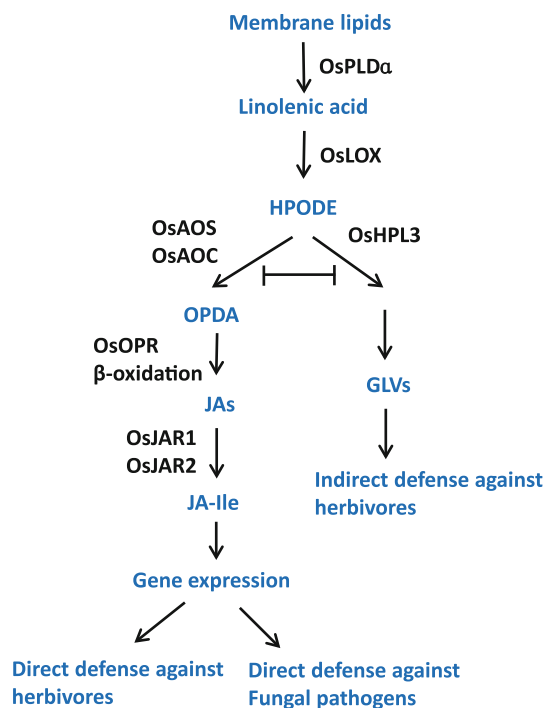 Membrane lipids
OsPLDα
Linolenic acid
OsLOX
HPODE
OsAOS
OsAOC
OsHPL3
OPDA
OsOPR
β-oxidation
GLVs
JAs
OsJAR1
OsJAR2
Indirect defense against
herbivores
JA-Ile
Gene expression
Direct defense against
herbivores
Direct defense against
Fungal pathogens